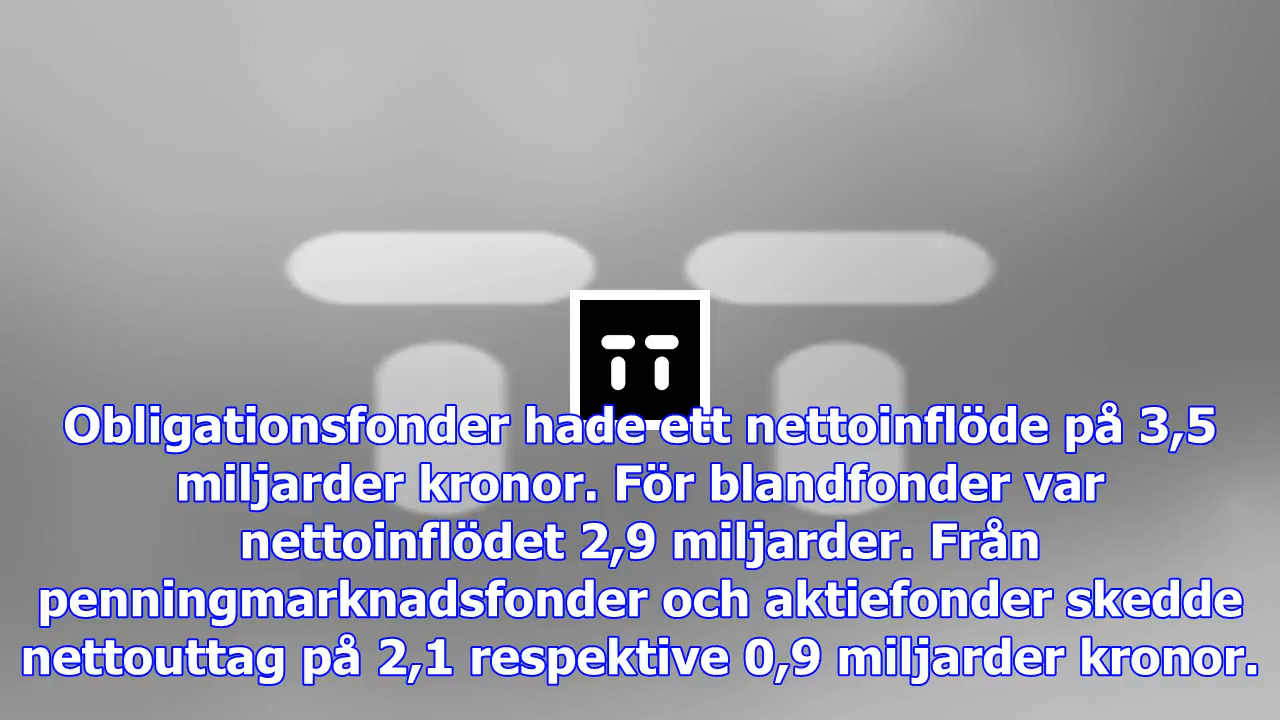 Obligationsfonder hade ett nettoinflöde på 3,5
miljarder kronor. För blandfonder var
nettoinflödet 2,9 miljarder. Från
penningmarknadsfonder och aktiefonder skedde
nettouttag på 2,1 respektive 0,9 miljarder kronor.